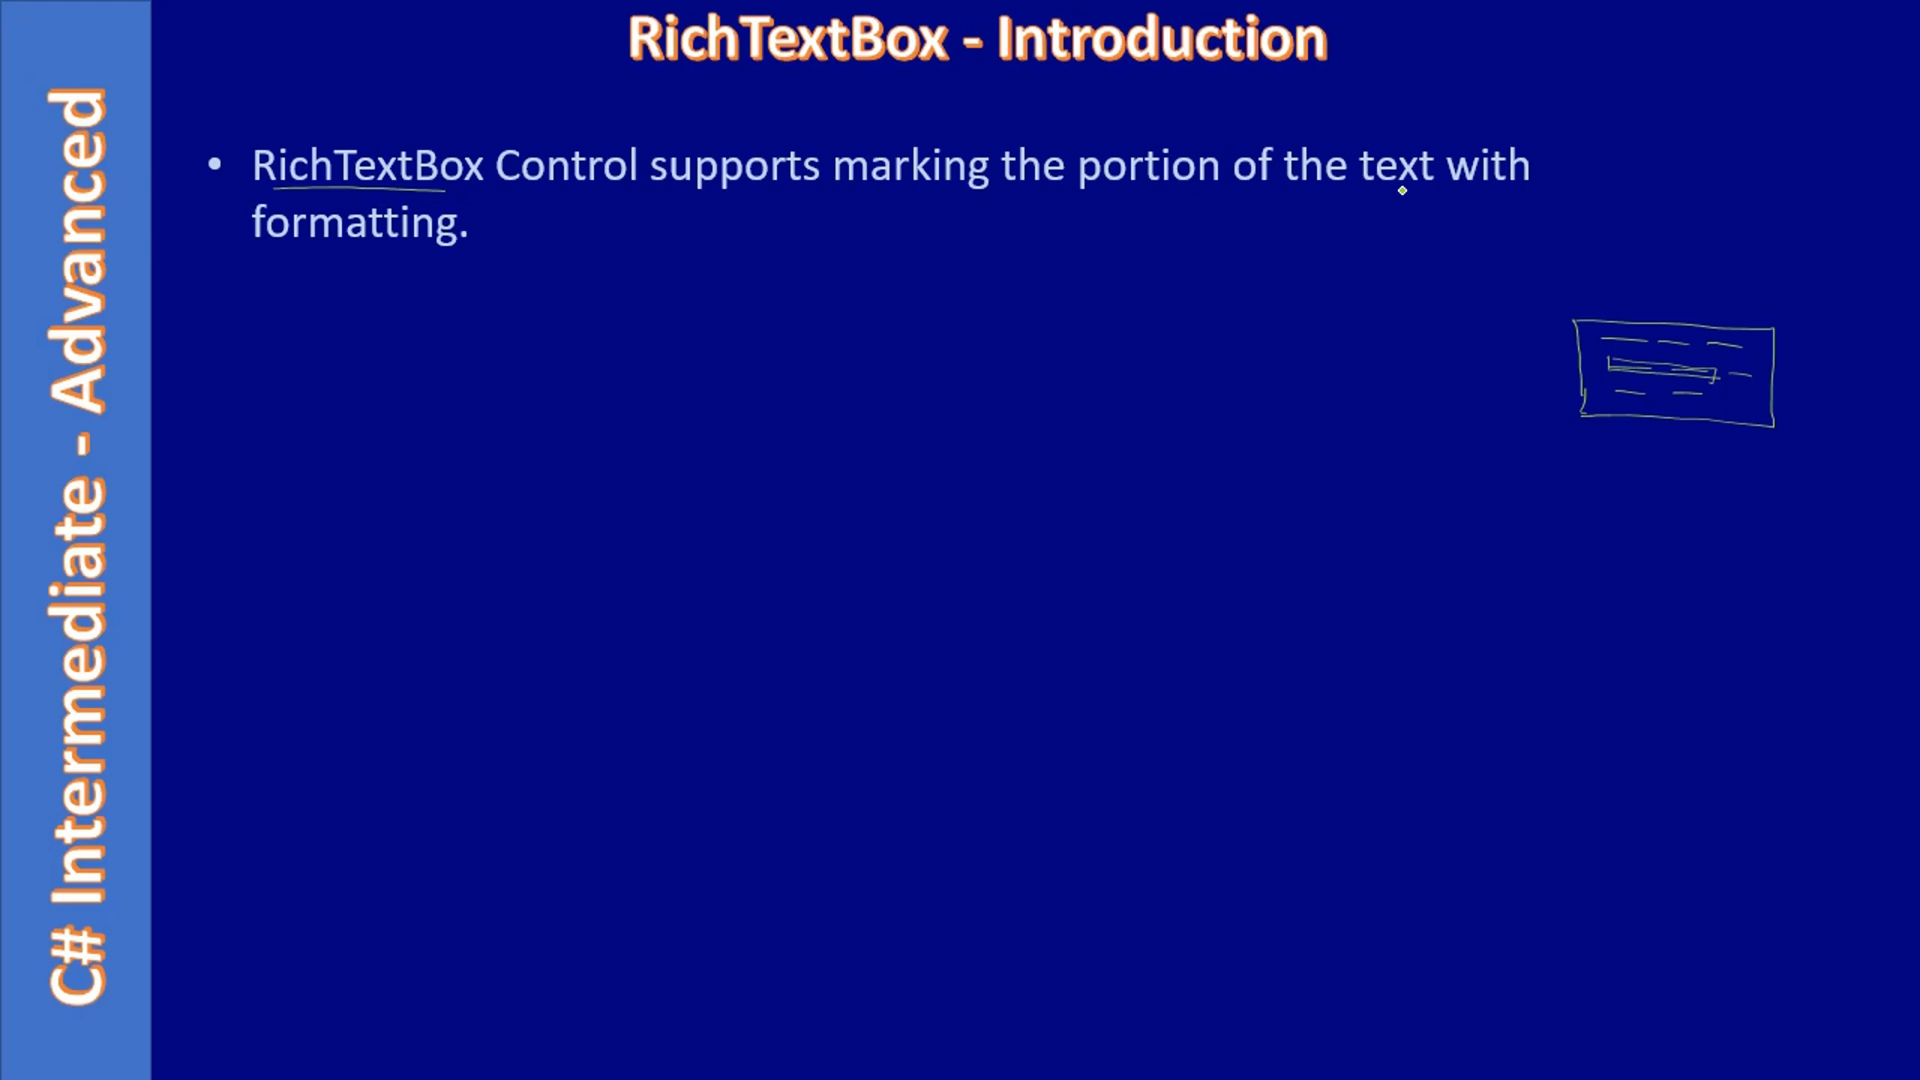 RichTextBox - Introduction
• RichTextBox Control supports marking the portion of the text with
formatting.
C# Intermediate - Advanced